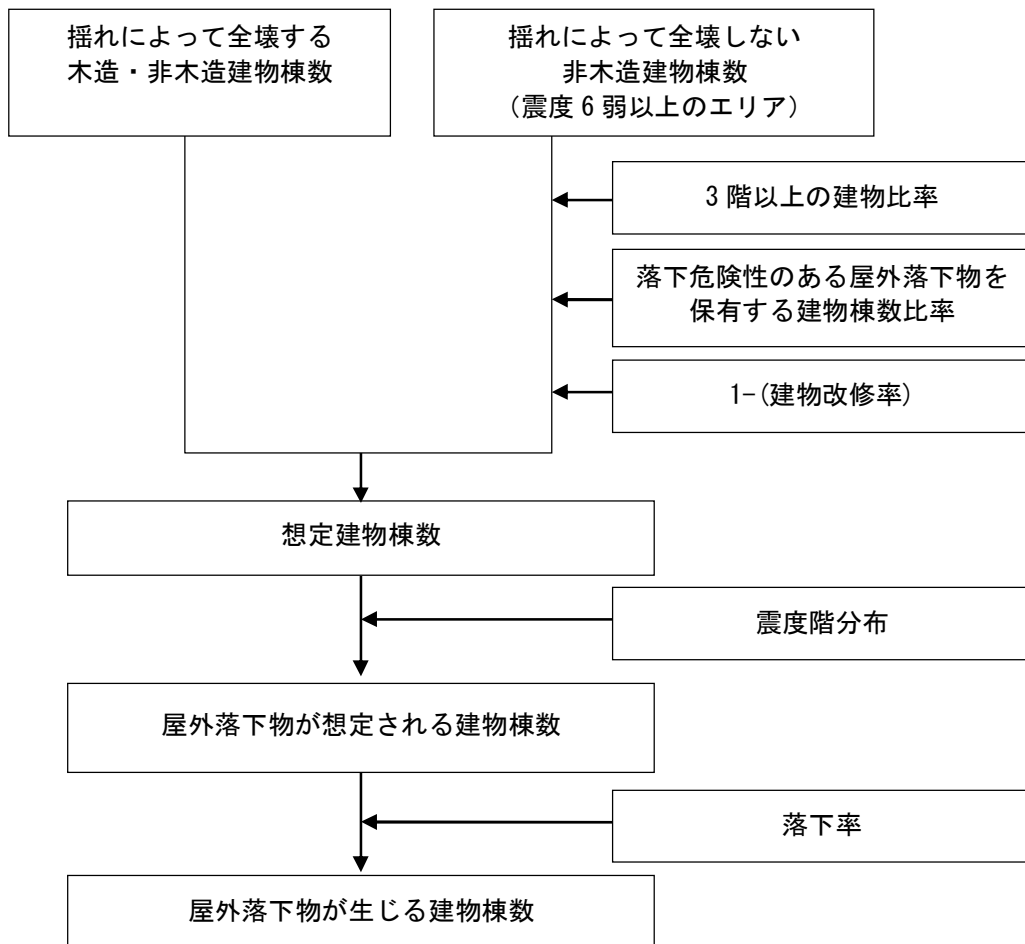 揺れによって全壊する
木造・非木造建物棟数
揺れによって全壊しない
非木造建物棟数
（震度 6 弱以上のエリア）
3 階以上の建物比率
落下危険性のある屋外落下物を
保有する建物棟数比率
1-(建物改修率)
想定建物棟数
震度階分布
屋外落下物が想定される建物棟数
落下率
屋外落下物が生じる建物棟数